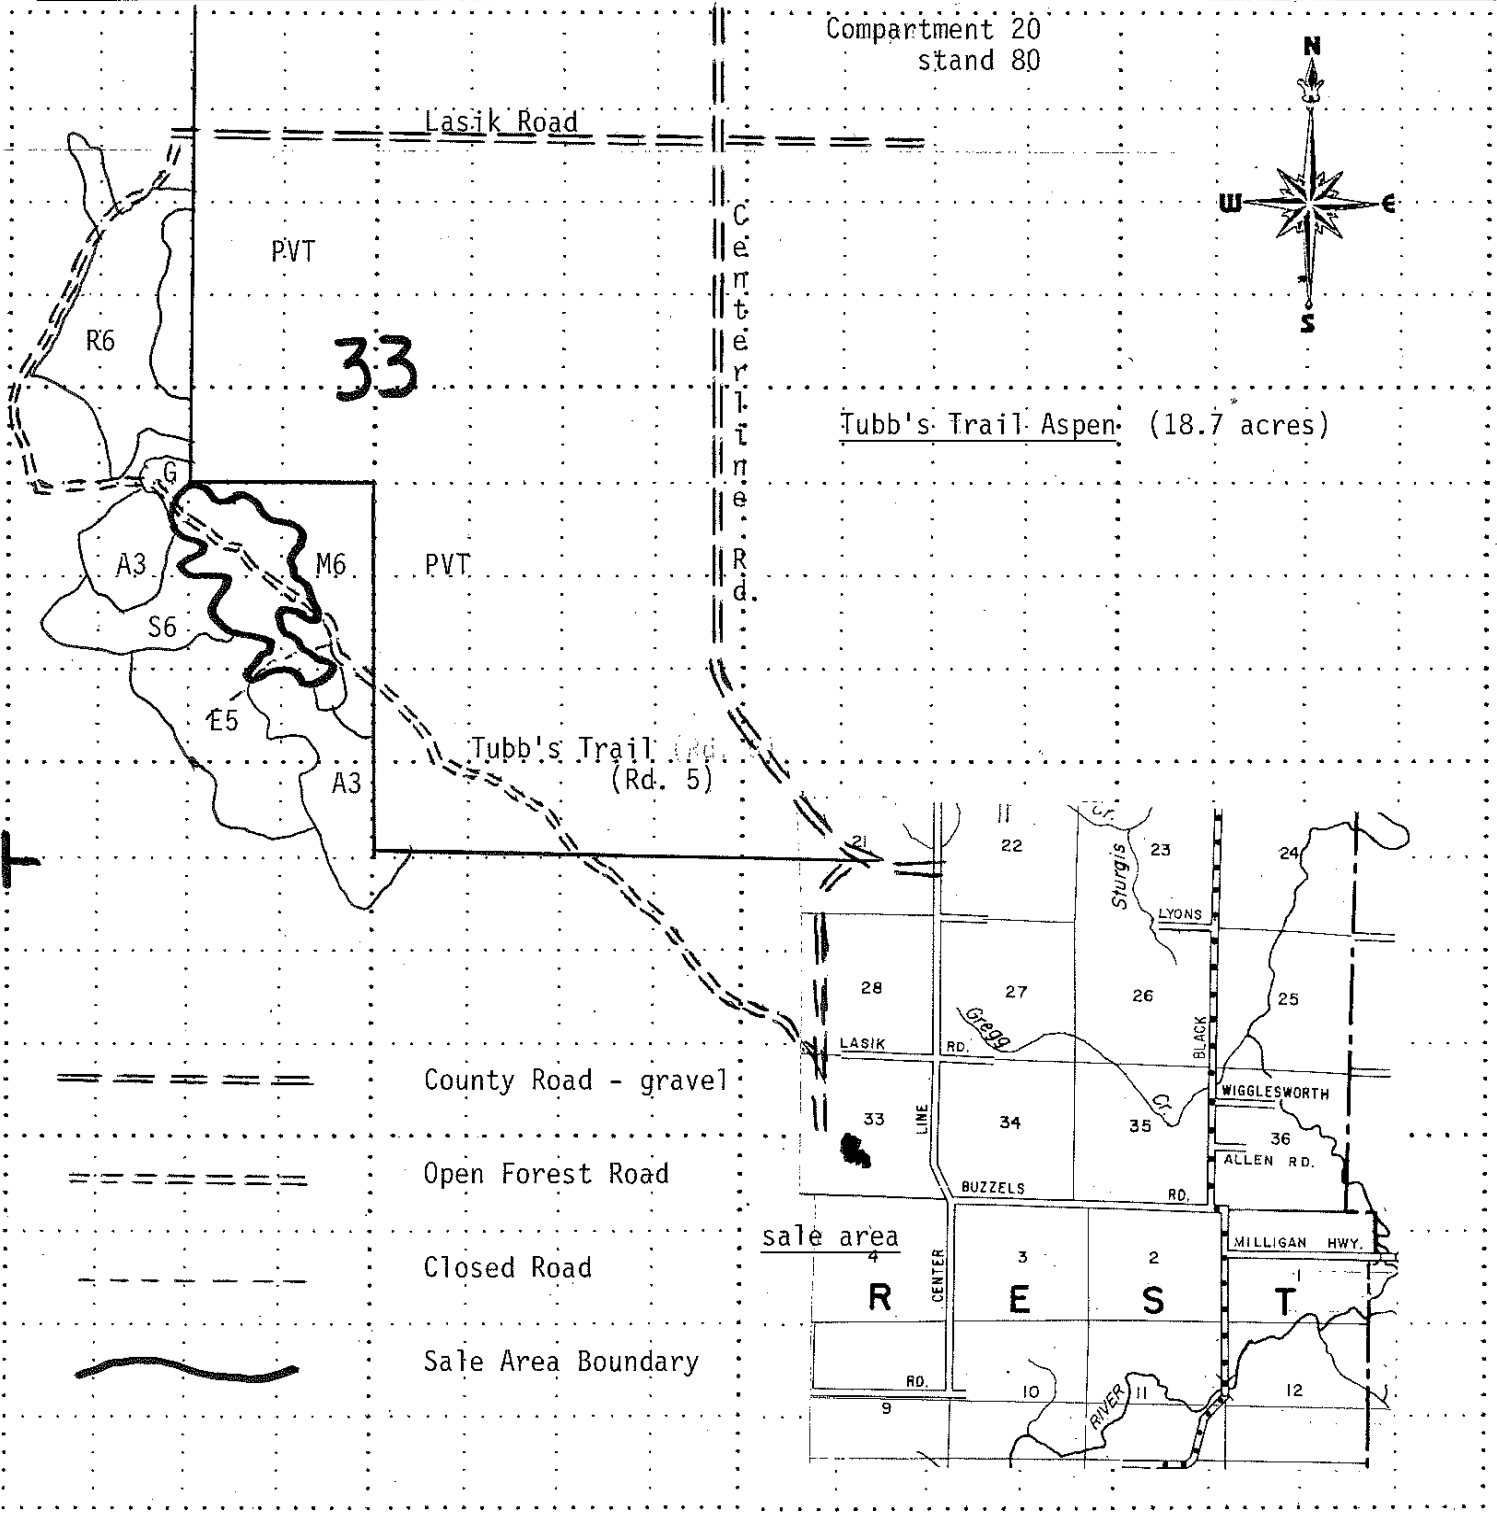 Compartment 20
stand 80
N
W
E
S
Lasik Road
Centerline Rd.
PVT
R6
33
Tubb's Trail Aspen (18.7 acres)
G
A3
M6
PVT
S6
E5
Tubb's Trail (Rd.
(Rd. 5)
A3
21
11
22
Cr.
23
24
Sturgis
LYONS
28
27
26
25
Gregg
Cr.
LASIK RD.
BLACK
WIGGLESWORTH
33
LINE
34
35
36
ALLEN RD.
BUZZELS RD.
sale area
MILLIGAN HWY.
4
3
2
1
CENTER
R E S T
RD.
9
10
RIVER
11
12
County Road - gravel
Open Forest Road
Closed Road
Sale Area Boundary